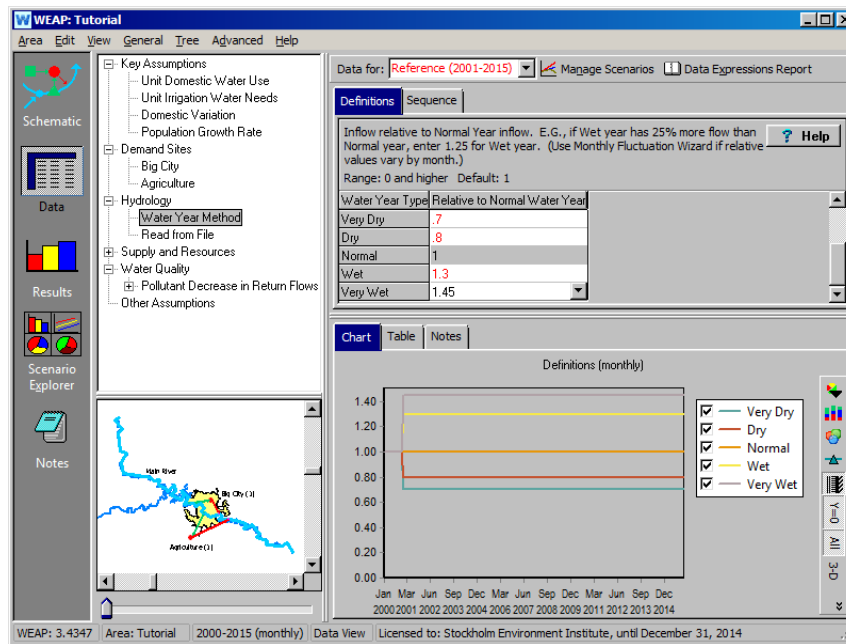 WEAP: Tutorial
Area Edit View General Tree Advanced Help
Schematic
Data
Results
Scenario
Explorer
Notes
Key Assumptions
Unit Domestic Water Use
Unit Irrigation Water Needs
Domestic Variation
Population Growth Rate
Demand Sites
Big City
Agriculture
Hydrology
Water Year Method
Read from File
Supply and Resources
Water Quality
Pollutant Decrease in Return Flows
Other Assumptions
Main River
Big City (1)
Agriculture (1)
Data for: Reference (2001-2015) Manage Scenarios Data Expressions Report
Definitions Sequence
Inflow relative to Normal Year inflow. E.G., if Wet year has 25% more flow than
Normal year, enter 1.25 for Wet year. (Use Monthly Fluctuation Wizard if relative
values vary by month.)
Range: 0 and higher Default: 1
? Help
Water Year Type Relative to Normal Water Year
Very Dry .7
Dry .8
Normal 1
Wet 1.3
Very Wet 1.45
Chart Table Notes
Definitions (monthly)
1.40
1.20
1.00
0.80
0.60
0.40
0.20
0.00
Jan Mar Jun Sep Dec Mar Jun Sep Dec Mar Jun Sep Dec
2000 2001 2002 2003 2004 2006 2007 2008 2009 2011 2012 2013 2014
Very Dry
Dry
Normal
Wet
Very Wet
Y=0
All
3-D
WEAP: 3.4347 Area: Tutorial 2000-2015 (monthly) Data View Licensed to: Stockholm Environment Institute, until December 31, 2014